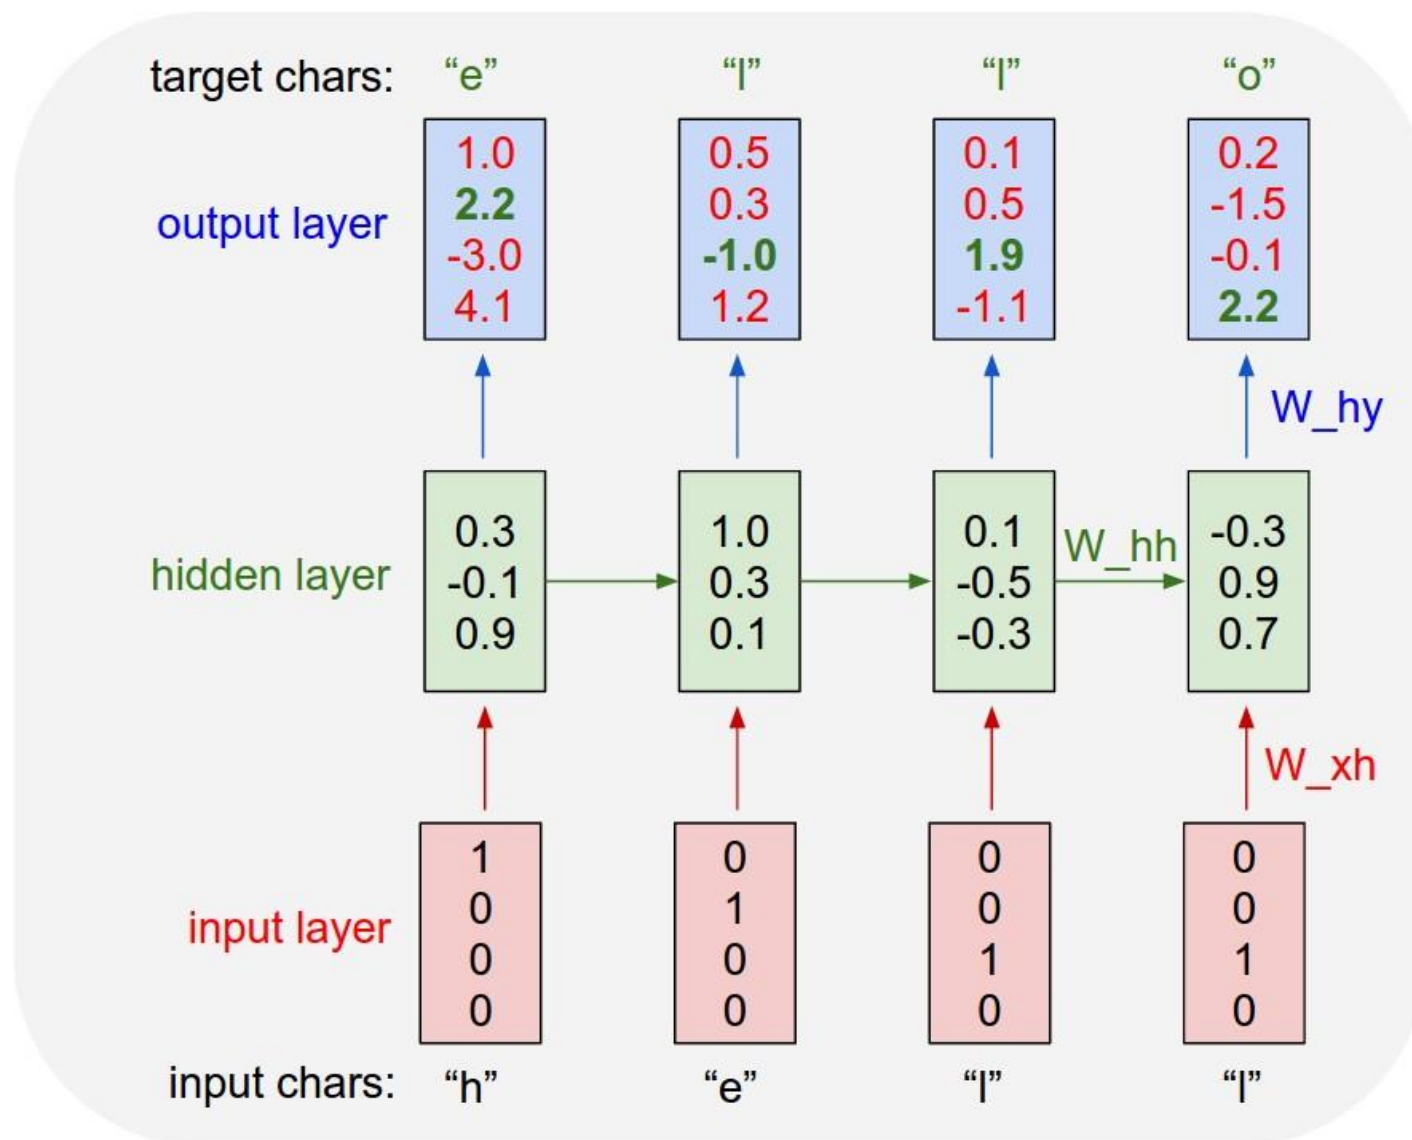 target chars: “e” “l” “l” “o”
1.0 0.5 0.1 0.2
2.2 0.3 0.5 -1.5
output layer
-3.0 -1.0 1.9 -0.1
4.1 1.2 -1.1 2.2
W_hy
0.3 1.0 0.1 -0.3
W_hh
hidden layer -0.1 0.3 -0.5 0.9
0.9 0.1 -0.3 0.7
W_xh
1 0 0 0
0 1 0 0
input layer
0 0 1 1
0 0 0 0
input chars: “h” “e” “l” “l”